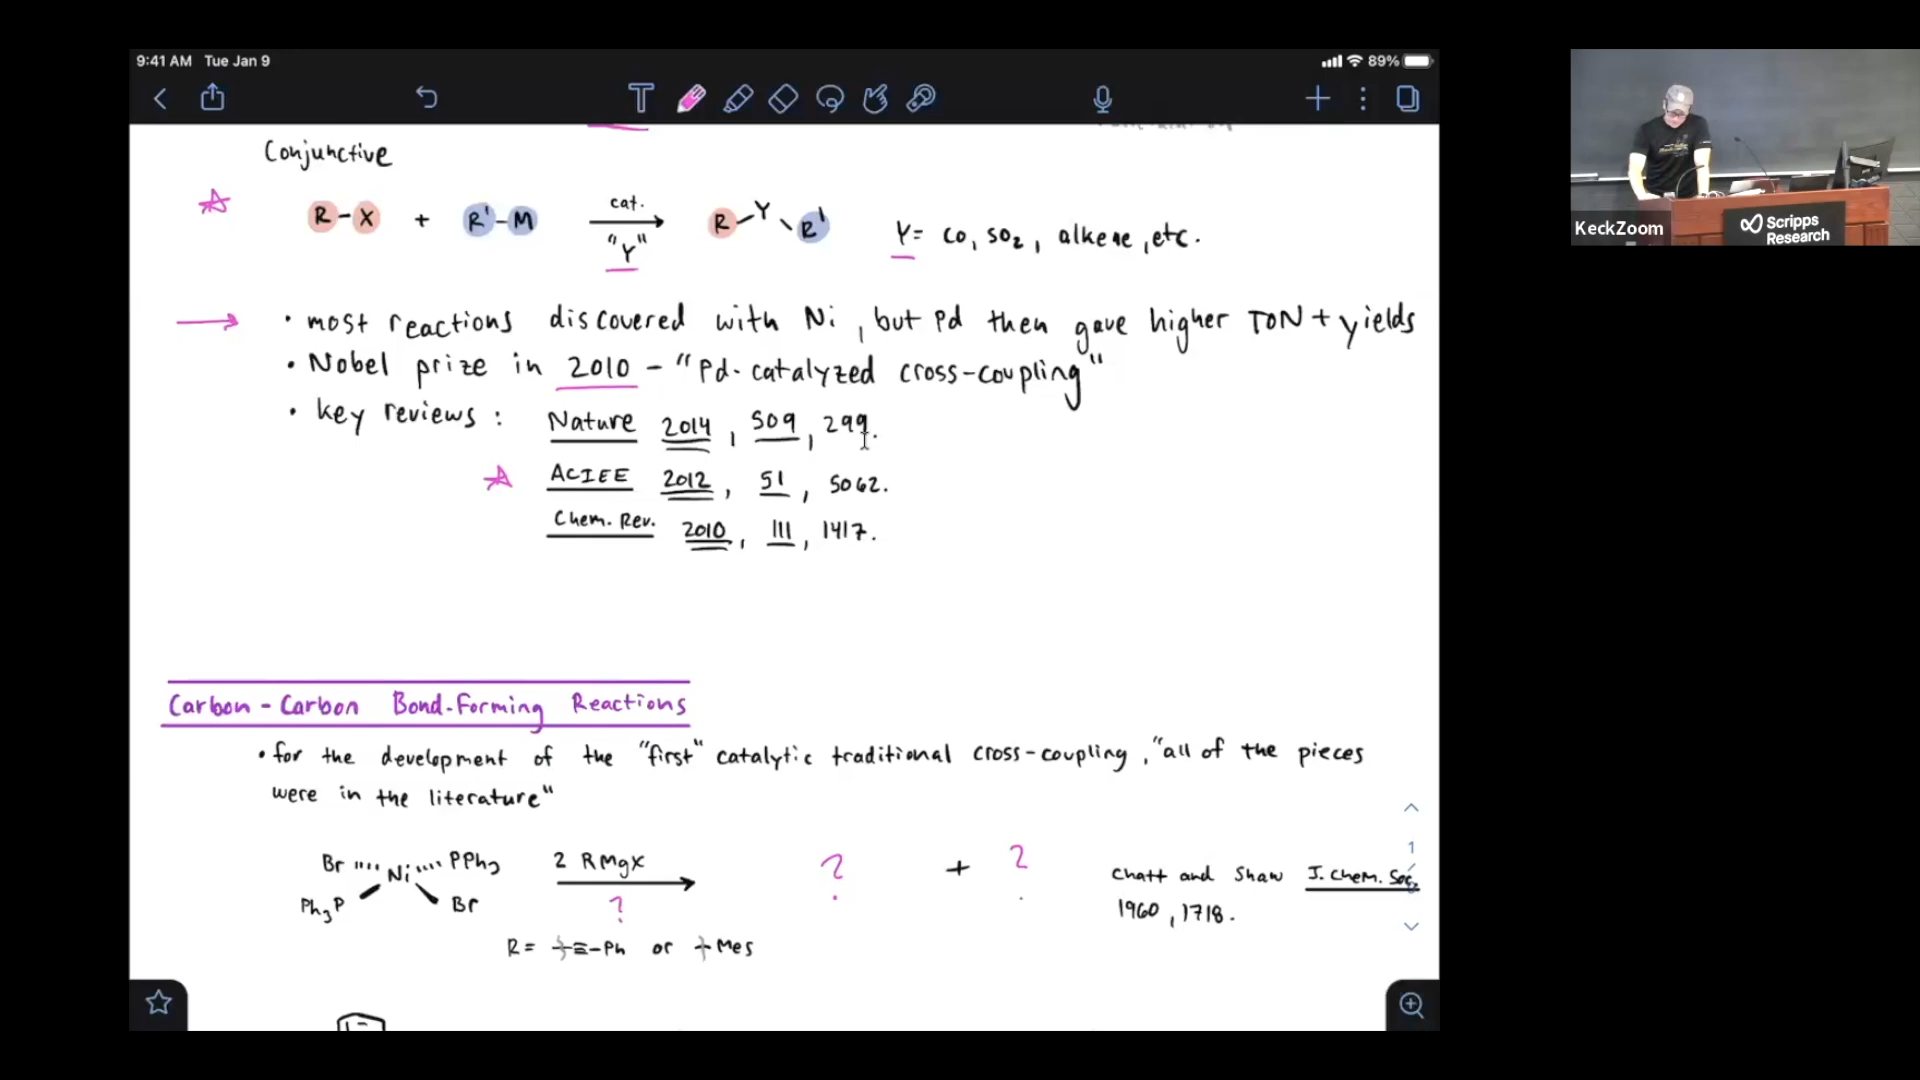 9:41 AM Tue Jan 9
89%
Conjunctive
R-X + R'-M cat. "Y" R Y R' Y= CO, SO2, alkene, etc.
• most reactions discovered with Ni, but Pd then gave higher TON + yields
• Nobel prize in 2010 - "Pd-catalyzed cross-coupling"
• key reviews: Nature 2014, 509, 299.
ACIEE 2012, 51, 5062.
Chem. Rev. 2010, 111, 1417.
Carbon-Carbon Bond-Forming Reactions
• for the development of the "first" catalytic traditional cross-coupling, "all of the pieces
were in the literature"
Br Ni PPh3 Ph3P Br 2 RMgX ? ? + ?
Chatt and Shaw J. Chem. Soc.
1960, 1718.
R= ≡-Ph or Mes
1
KeckZoom
Scripps
Research